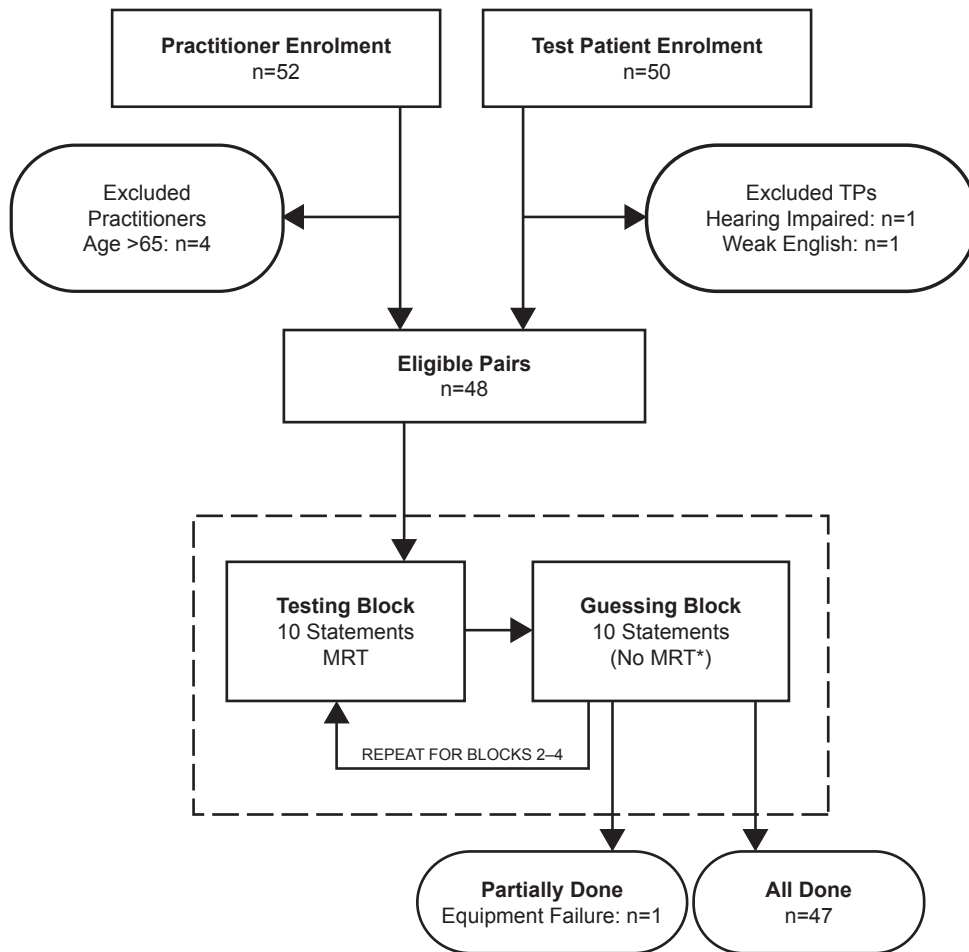 Practitioner Enrolment
n=52
Test Patient Enrolment
n=50
Excluded
Practitioners
Age >65: n=4
Excluded TPs
Hearing Impaired: n=1
Weak English: n=1
Eligible Pairs
n=48
Testing Block
10 Statements
MRT
Guessing Block
10 Statements
(No MRT*)
REPEAT FOR BLOCKS 2–4
Partially Done
Equipment Failure: n=1
All Done
n=47